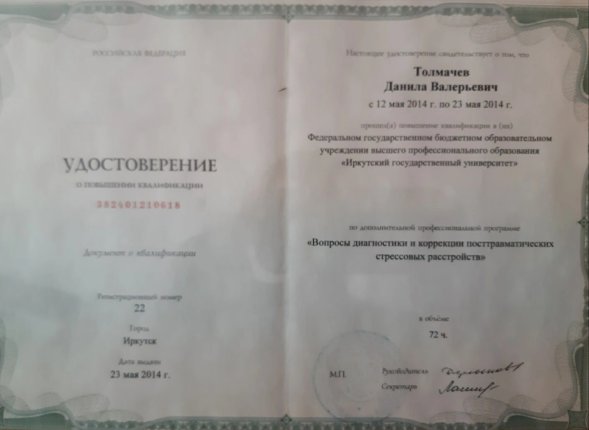 РОССИЙСКАЯ ФЕДЕРАЦИЯ
УДОСТОВЕРЕНИЕ
О ПОВЫШЕНИИ КВАЛИФИКАЦИИ
382401210618
Документ о квалификации
Регистрационный номер
22
Город
Иркутск
Дата выдачи
23 мая 2014 г.
Настоящее удостоверение свидетельствует о том, что
Толмачев
Данила Валерьевич
с 12 мая 2014 г. по 23 мая 2014 г.
прошел(а) повышение квалификации в (на)
Федеральном государственном бюджетном образовательном
учреждении высшего профессионального образования
«Иркутский государственный университет»
по дополнительной профессиональной программе
«Вопросы диагностики и коррекции посттравматических
стрессовых расстройств»
в объёме
72 ч.
М.П.
Руководитель
Секретарь